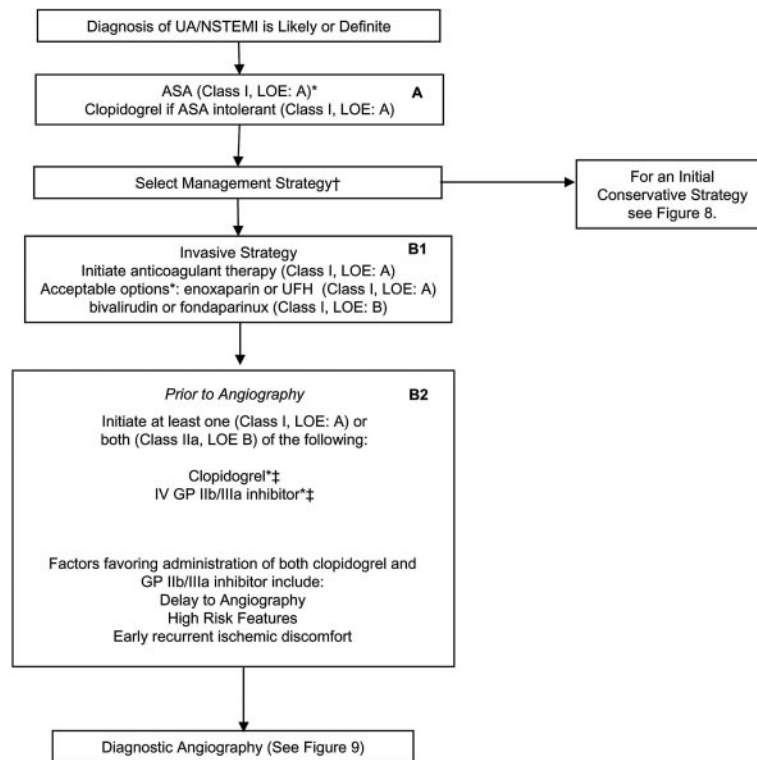 Diagnosis of UA/NSTEMI is Likely or Definite
A
ASA (Class I, LOE: A)*
Clopidogrel if ASA intolerant (Class I, LOE: A)
Select Management Strategy†
For an Initial
Conservative Strategy
see Figure 8.
B1
Invasive Strategy
Initiate anticoagulant therapy (Class I, LOE: A)
Acceptable options*: enoxaparin or UFH (Class I, LOE: A)
bivalirudin or fondaparinux (Class I, LOE: B)
B2
Prior to Angiography
Initiate at least one (Class I, LOE: A) or
both (Class IIa, LOE B) of the following:
Clopidogrel*‡
IV GP IIb/IIIa inhibitor*‡
Factors favoring administration of both clopidogrel and
GP IIb/IIIa inhibitor include:
Delay to Angiography
High Risk Features
Early recurrent ischemic discomfort
Diagnostic Angiography (See Figure 9)